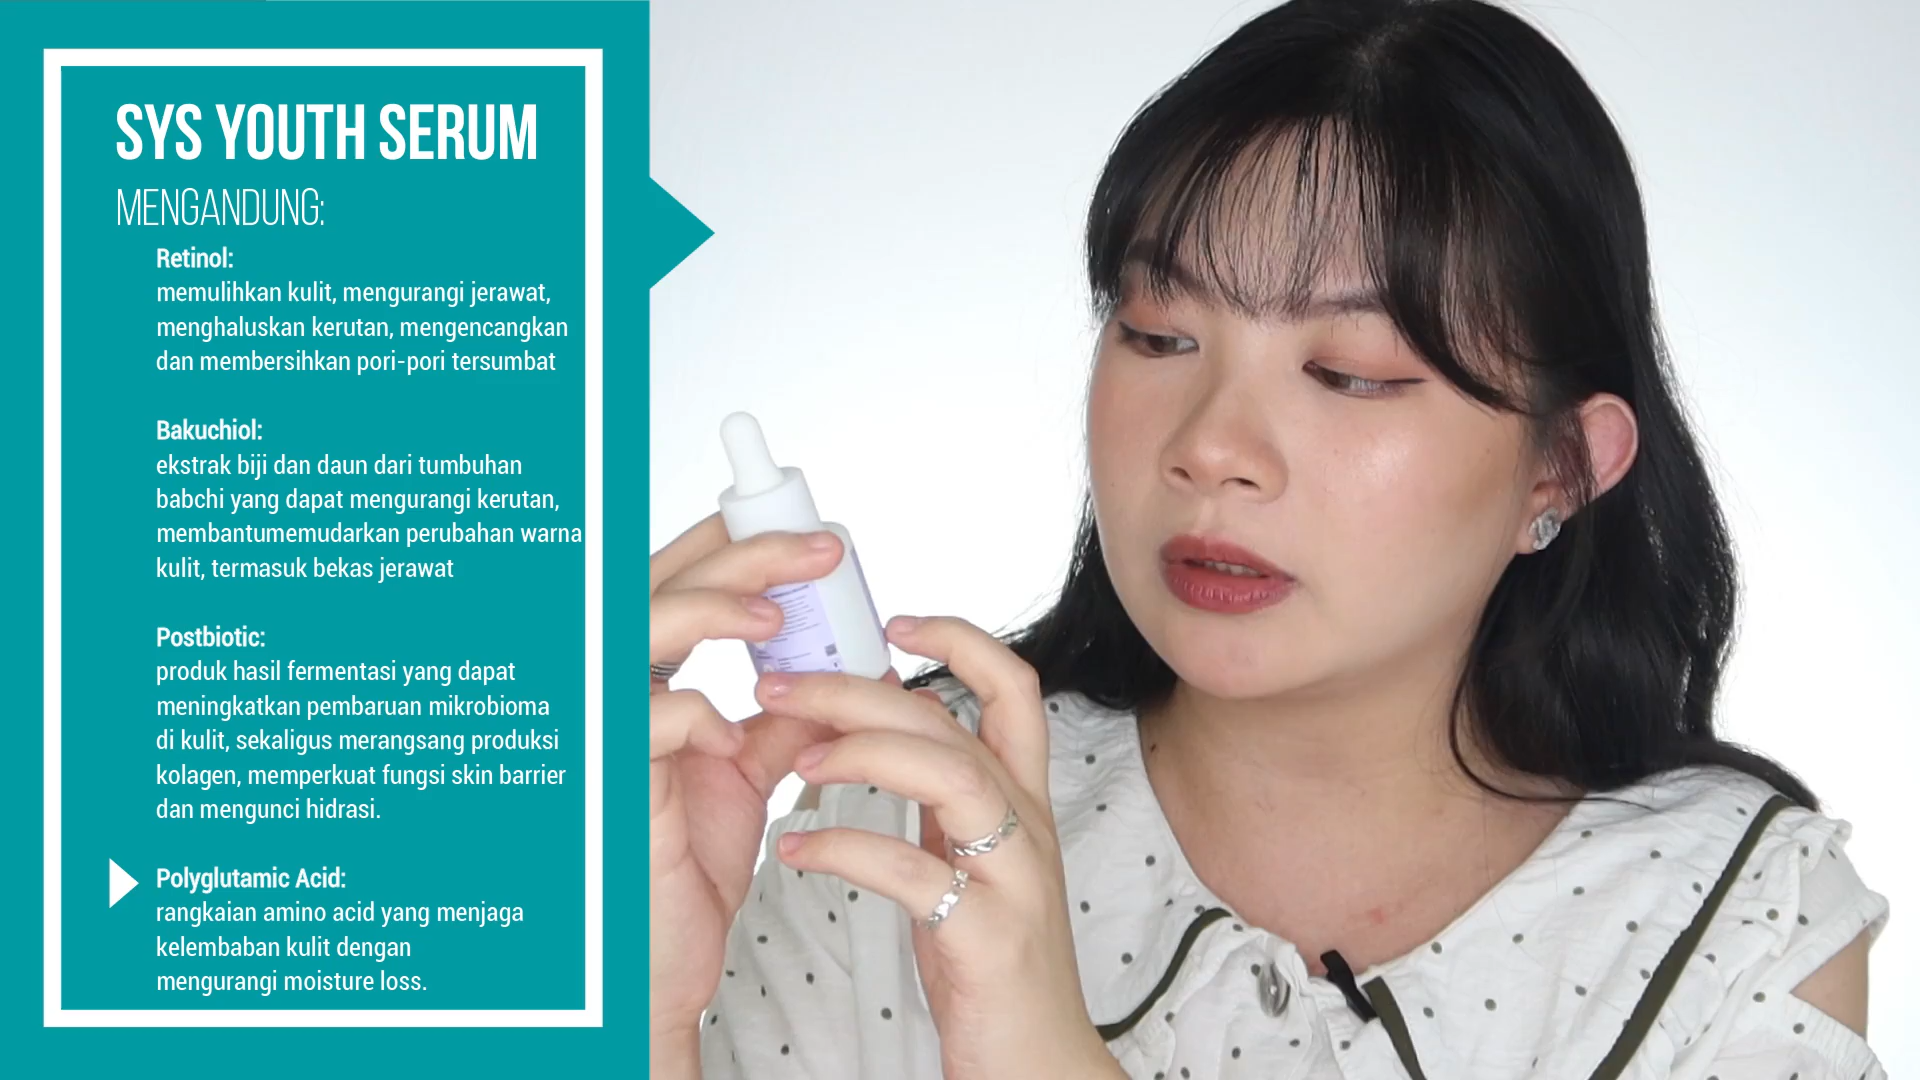 SYS YOUTH SERUM
MENGANDUNG:
Retinol:
memulihkan kulit, mengurangi jerawat,
menghaluskan kerutan, mengencangkan
dan membersihkan pori-pori tersumbat
Bakuchiol:
ekstrak biji dan daun dari tumbuhan
babchi yang dapat mengurangi kerutan,
membantumemudarkan perubahan warna
kulit, termasuk bekas jerawat
Postbiotic:
produk hasil fermentasi yang dapat
meningkatkan pembaruan mikrobioma
di kulit, sekaligus merangsang produksi
kolagen, memperkuat fungsi skin barrier
dan mengunci hidrasi.
Polyglutamic Acid:
rangkaian amino acid yang menjaga
kelembaban kulit dengan
mengurangi moisture loss.